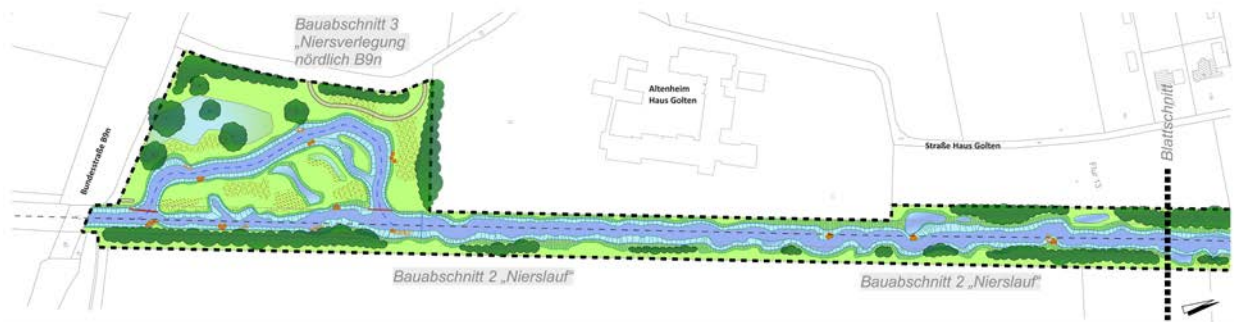 Bauabschnitt 3
„Niersverlegung
nördlich B9n
Bundesstraße B9n
Altenheim
Haus Golten
Straße Haus Golten
Flur 13
Blattschnitt
Bauabschnitt 2 „Nierslauf“
Bauabschnitt 2 „Nierslauf“